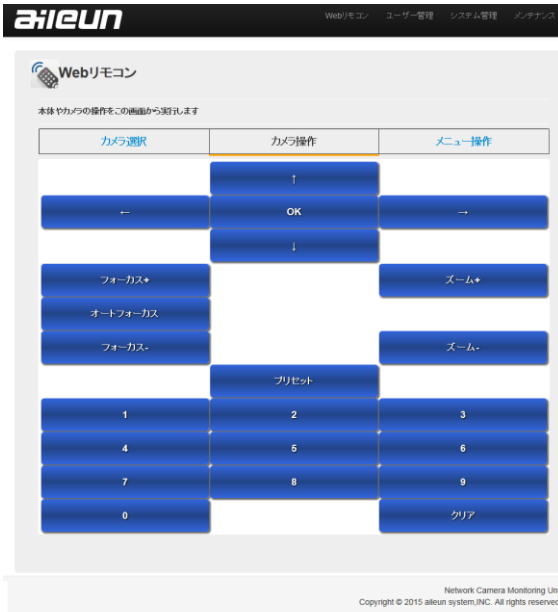 aileun
Webリモコン ユーザー管理 システム管理 メンテナンス
Webリモコン
本体やカメラの操作をこの画面から実行します
カメラ選択 カメラ操作 メニュー操作
↑
← OK →
↓
フォーカス+ ズーム+
オートフォーカス
フォーカス- ズーム-
プリセット
1 2 3
4 5 6
7 8 9
0 クリア
Network Camera Monitoring Un
Copyright © 2015 aileun system,INC. All rights reserved